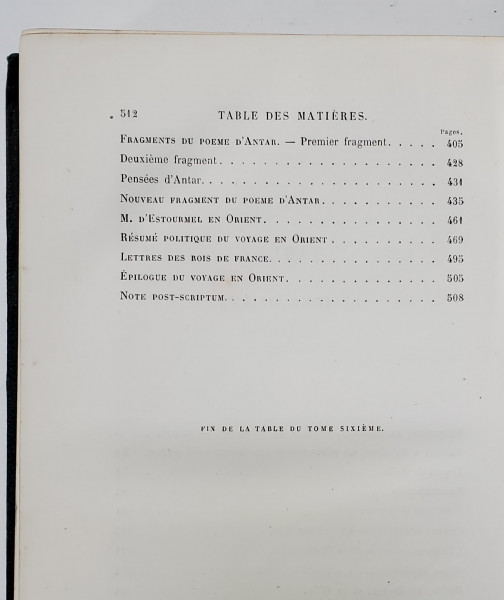 512 TABLE DES MATIÈRES.
Pages.
FRAGMENTS DU POEME D'ANTAR. — Premier fragment. . . . . 405
Deuxième fragment. . . . . . . . . . . . . . . . . . 428
Pensées d'Antar. . . . . . . . . . . . . . . . . . . 431
NOUVEAU FRAGMENT DU POEME D'ANTAR. . . . . . . . . . 435
M. D'ESTOURMEL EN ORIENT. . . . . . . . . . . . . . 461
RÉSUMÉ POLITIQUE DU VOYAGE EN ORIENT . . . . . . . . . 469
LETTRES DES ROIS DE FRANCE. . . . . . . . . . . . . . 495
ÉPILOGUE DU VOYAGE EN ORIENT. . . . . . . . . . . . . 505
NOTE POST-SCRIPTUM. . . . . . . . . . . . . . . . . . 508
FIN DE LA TABLE DU TOME SIXIÈME.